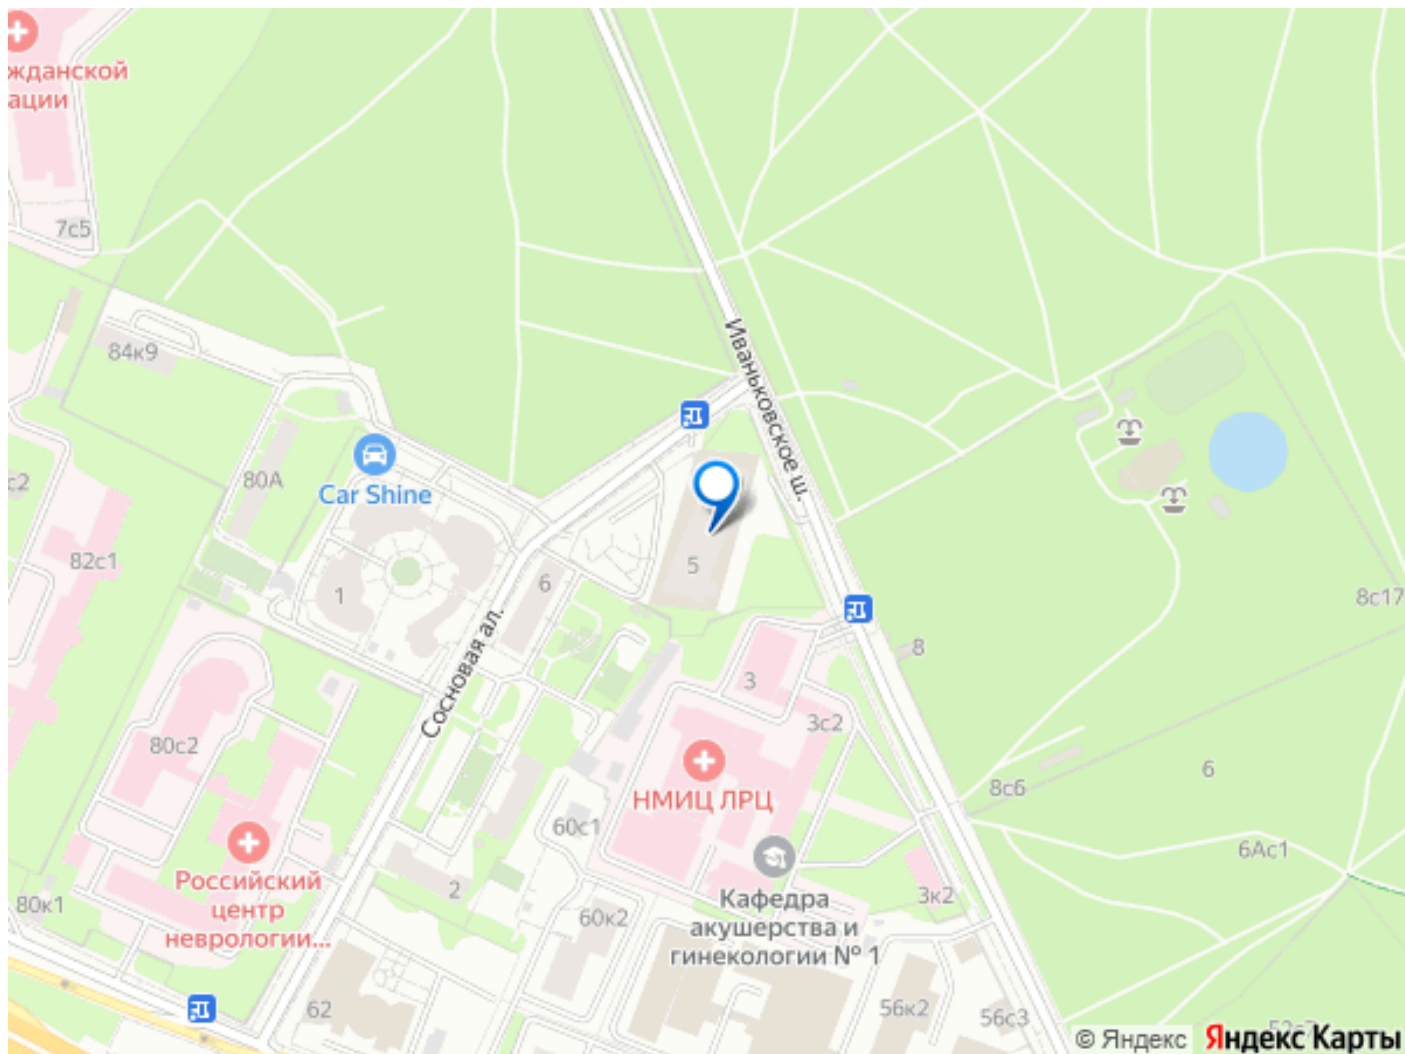 жданской
ации
7с5
84к9
Иваньковское ш.
80А
Car Shine
с2
82с1
5
6
1
8с17
Сосновая ал.
8
3
3с2
80с2
6
8с6
НМИЦ ЛРЦ
60с1
6Ас1
Российский
центр
неврологии...
2
80к1
3к2
60к2
Кафедра
акушерства и
гинекологии № 1
62
56к2
56с3
© Яндекс
Яндекс Карты